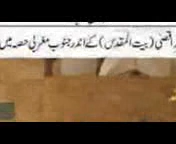 اقصیٰ (بیت المقدس) کے اندر جنوب مغربی حصہ میں